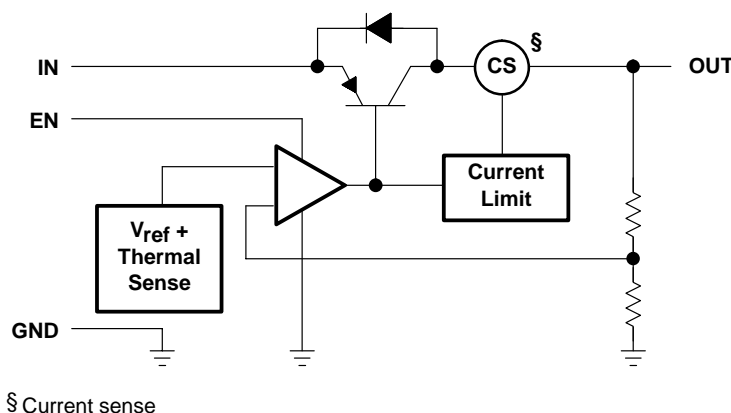 §
IN
CS
OUT
EN
Current
Limit
Vref +
Thermal
Sense
GND
§ Current sense